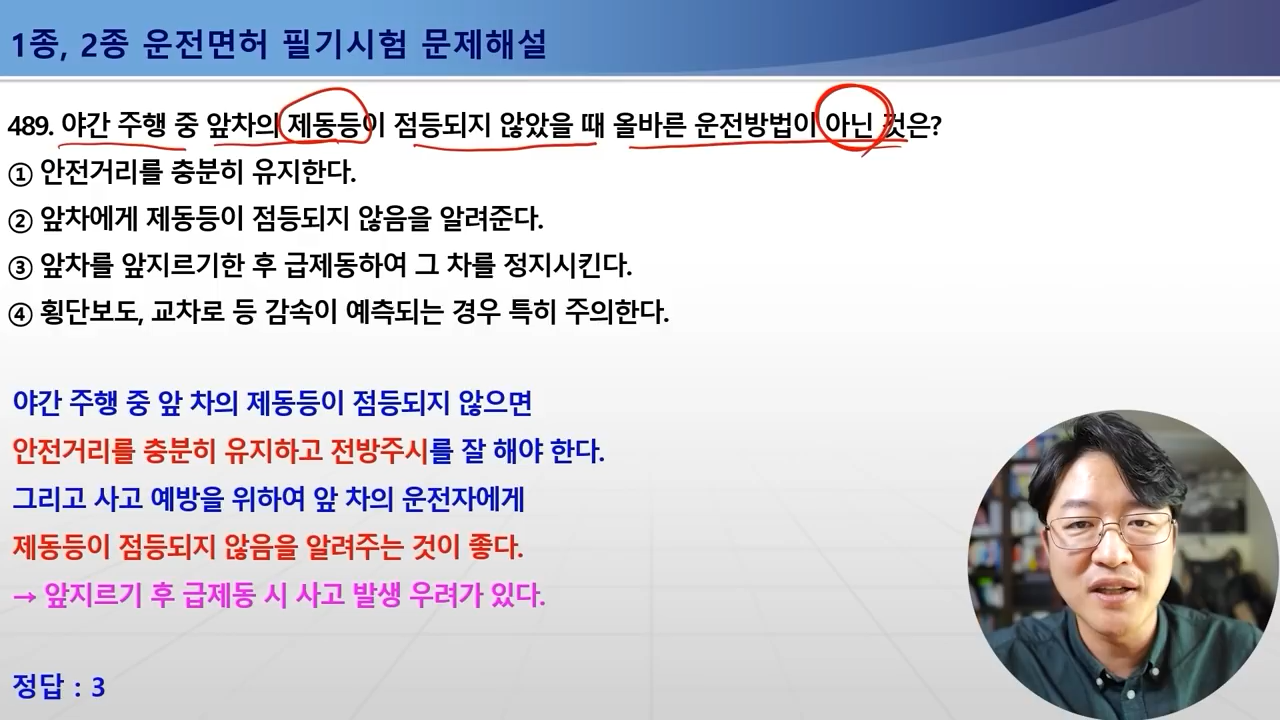 1종, 2종 운전면허 필기시험 문제해설
489. 야간 주행 중 앞차의 제동등이 점등되지 않았을 때 올바른 운전방법이 아닌 것은?
① 안전거리를 충분히 유지한다.
② 앞차에게 제동등이 점등되지 않음을 알려준다.
③ 앞차를 앞지르기한 후 급제동하여 그 차를 정지시킨다.
④ 횡단보도, 교차로 등 감속이 예측되는 경우 특히 주의한다.
야간 주행 중 앞 차의 제동등이 점등되지 않으면
안전거리를 충분히 유지하고 전방주시를 잘 해야 한다.
그리고 사고 예방을 위하여 앞 차의 운전자에게
제동등이 점등되지 않음을 알려주는 것이 좋다.
→ 앞지르기 후 급제동 시 사고 발생 우려가 있다.
정답 : 3